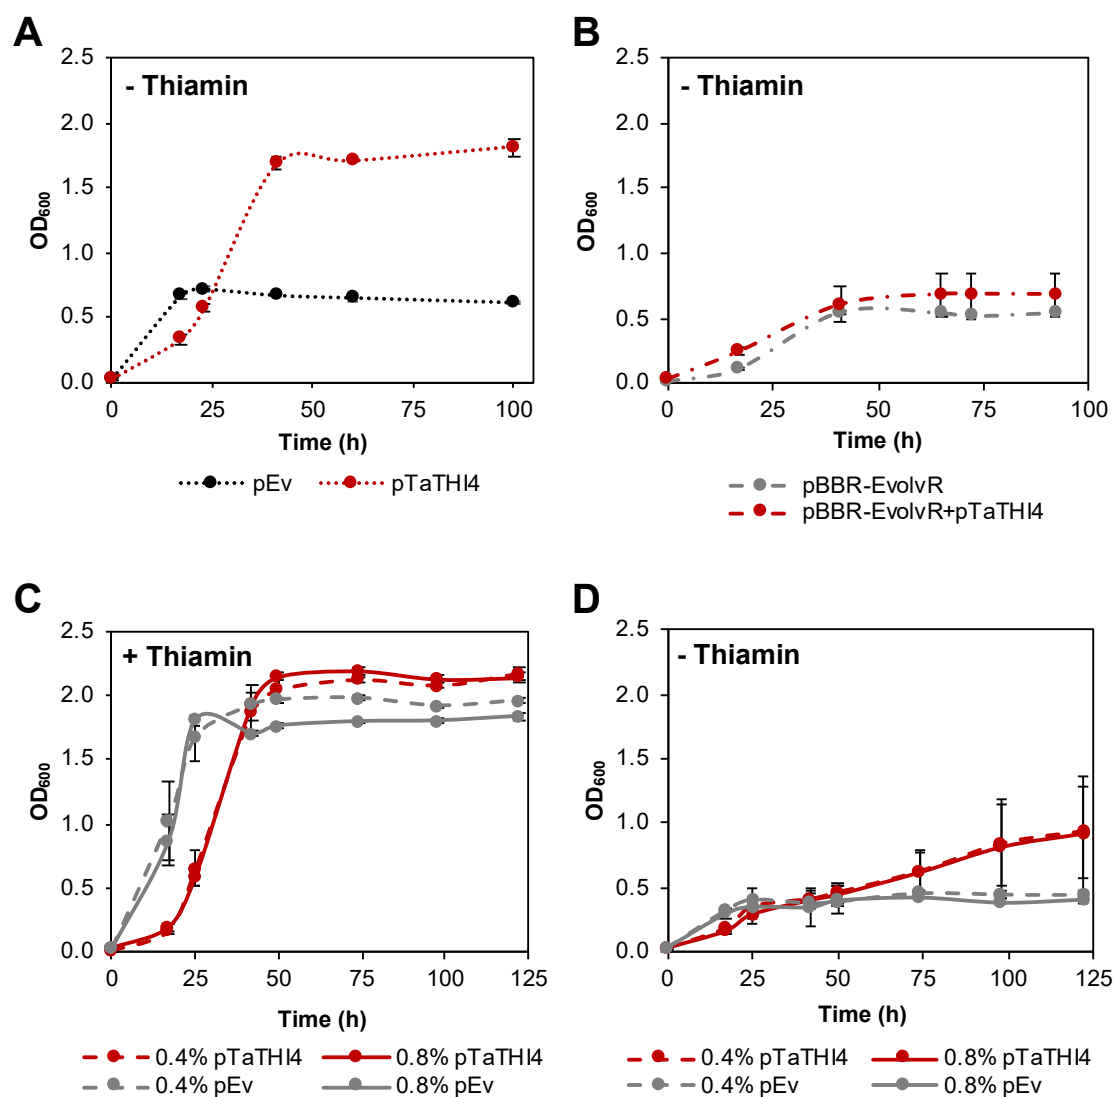 A
- Thiamin
2.5
2.0
1.5
1.0
0.5
0.0
OD600
0 25 50 75 100
Time (h)
pEv pTaTHI4
B
- Thiamin
2.5
2.0
1.5
1.0
0.5
0.0
OD600
0 25 50 75 100
Time (h)
pBBR-EvolvR
pBBR-EvolvR+pTaTHI4
C
+ Thiamin
2.5
2.0
1.5
1.0
0.5
0.0
OD600
0 25 50 75 100 125
Time (h)
0.4% pTaTHI4 0.8% pTaTHI4
0.4% pEv 0.8% pEv
D
- Thiamin
2.5
2.0
1.5
1.0
0.5
0.0
OD600
0 25 50 75 100 125
Time (h)
0.4% pTaTHI4 0.8% pTaTHI4
0.4% pEv 0.8% pEv